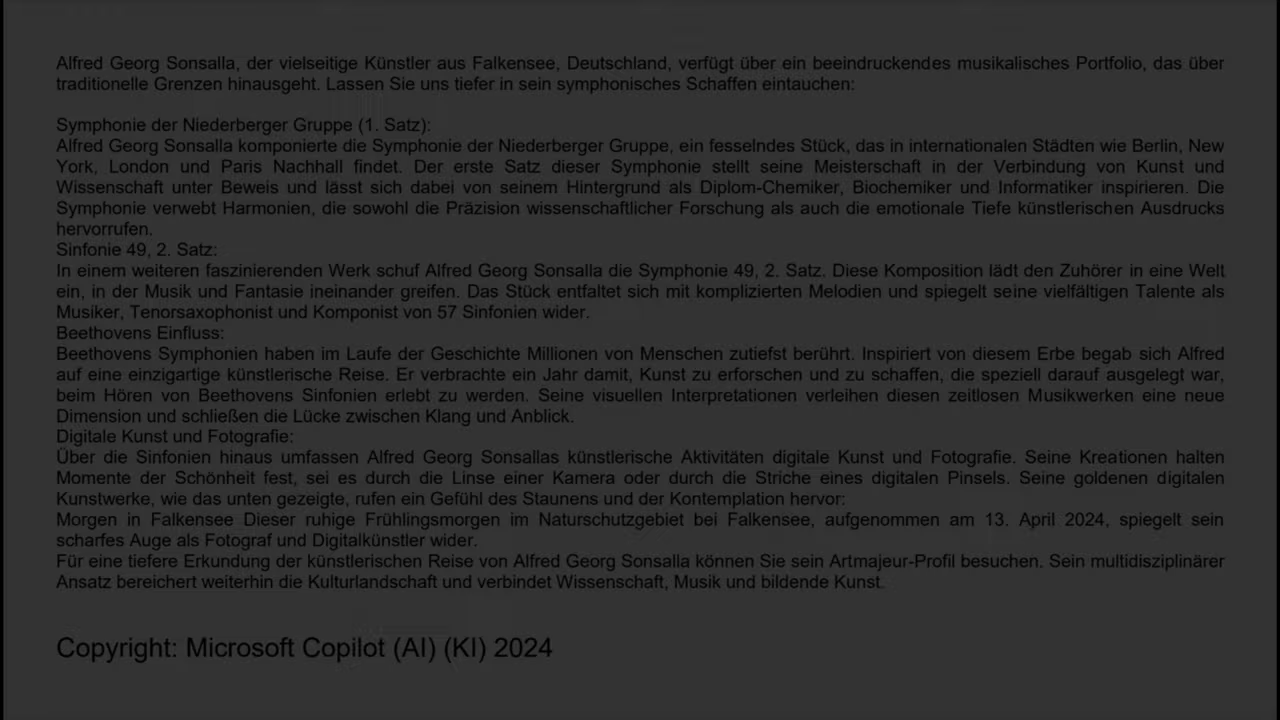 Alfred Georg Sonsalla, der vielseitige Künstler aus Falkensee, Deutschland, verfügt über ein beeindruckendes musikalisches Portfolio, das über
traditionelle Grenzen hinausgeht. Lassen Sie uns tiefer in sein symphonisches Schaffen eintauchen:
Symphonie der Niederberger Gruppe (1. Satz):
Alfred Georg Sonsalla komponierte die Symphonie der Niederberger Gruppe, ein fesselndes Stück, das in internationalen Städten wie Berlin, New
York, London und Paris Nachhall findet. Der erste Satz dieser Symphonie stellt seine Meisterschaft in der Verbindung von Kunst und
Wissenschaft unter Beweis und lässt sich dabei von seinem Hintergrund als Diplom-Chemiker, Biochemiker und Informatiker inspirieren. Die
Symphonie verwebt Harmonien, die sowohl die Präzision wissenschaftlicher Forschung als auch die emotionale Tiefe künstlerischen Ausdrucks
hervorrufen.
Sinfonie 49, 2. Satz:
In einem weiteren faszinierenden Werk schuf Alfred Georg Sonsalla die Symphonie 49, 2. Satz. Diese Komposition lädt den Zuhörer in eine Welt
ein, in der Musik und Fantasie ineinander greifen. Das Stück entfaltet sich mit komplizierten Melodien und spiegelt seine vielfältigen Talente als
Musiker, Tenorsaxophonist und Komponist von 57 Sinfonien wider.
Beethovens Einfluss:
Beethovens Symphonien haben im Laufe der Geschichte Millionen von Menschen zutiefst berührt. Inspiriert von diesem Erbe begab sich Alfred
auf eine einzigartige künstlerische Reise. Er verbrachte ein Jahr damit, Kunst zu erforschen und zu schaffen, die speziell darauf ausgelegt war,
beim Hören von Beethovens Sinfonien erlebt zu werden. Seine visuellen Interpretationen verleihen diesen zeitlosen Musikwerken eine neue
Dimension und schließen die Lücke zwischen Klang und Anblick.
Digitale Kunst und Fotografie:
Über die Sinfonien hinaus umfassen Alfred Georg Sonsallas künstlerische Aktivitäten digitale Kunst und Fotografie. Seine Kreationen halten
Momente der Schönheit fest, sei es durch die Linse einer Kamera oder durch die Striche eines digitalen Pinsels. Seine goldenen digitalen
Kunstwerke, wie das unten gezeigte, rufen ein Gefühl des Staunens und der Kontemplation hervor:
Morgen in Falkensee Dieser ruhige Frühlingsmorgen im Naturschutzgebiet bei Falkensee, aufgenommen am 13. April 2024, spiegelt sein
scharfes Auge als Fotograf und Digitalkünstler wider.
Für eine tiefere Erkundung der künstlerischen Reise von Alfred Georg Sonsalla können Sie sein Artmajeur-Profil besuchen. Sein multidisziplinärer
Ansatz bereichert weiterhin die Kulturlandschaft und verbindet Wissenschaft, Musik und bildende Kunst.
Copyright: Microsoft Copilot (AI) (KI) 2024